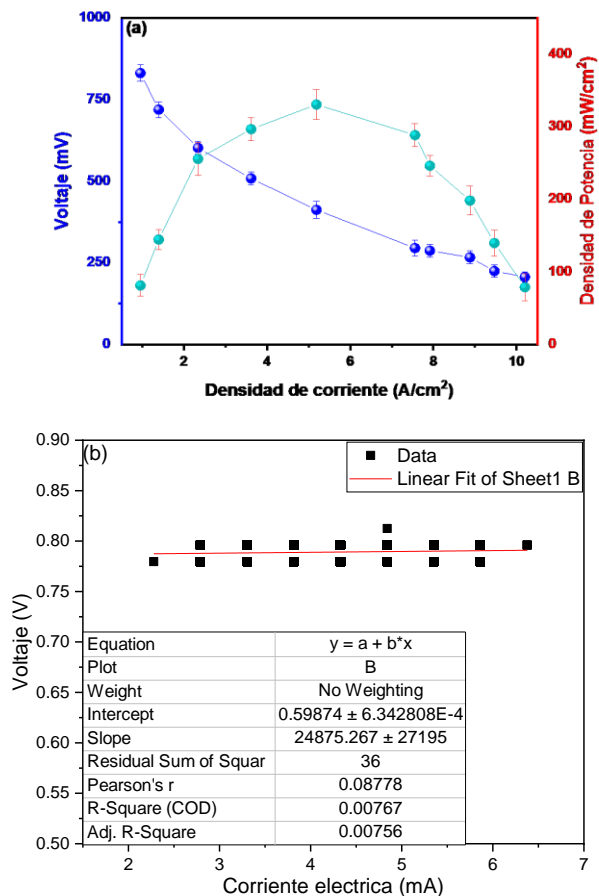 (a)
1000
750
500
250
0
Voltaje (mV)
400
300
200
100
0
Densidad de Potencia (mW/cm²)
2 4 6 8 10
Densidad de corriente (A/cm²)
(b)
Data
Linear Fit of Sheet1 B
0.90
0.85
0.80
0.75
0.70
0.65
0.60
0.55
0.50
Voltaje (V)
Equation y = a + b*x
Plot B
Weight No Weighting
Intercept 0.59874 ± 6.342808E-4
Slope 24875.267 ± 27195
Residual Sum of Squar 36
Pearson's r 0.08778
R-Square (COD) 0.00767
Adj. R-Square 0.00756
2 3 4 5 6 7
Corriente electrica (mA)